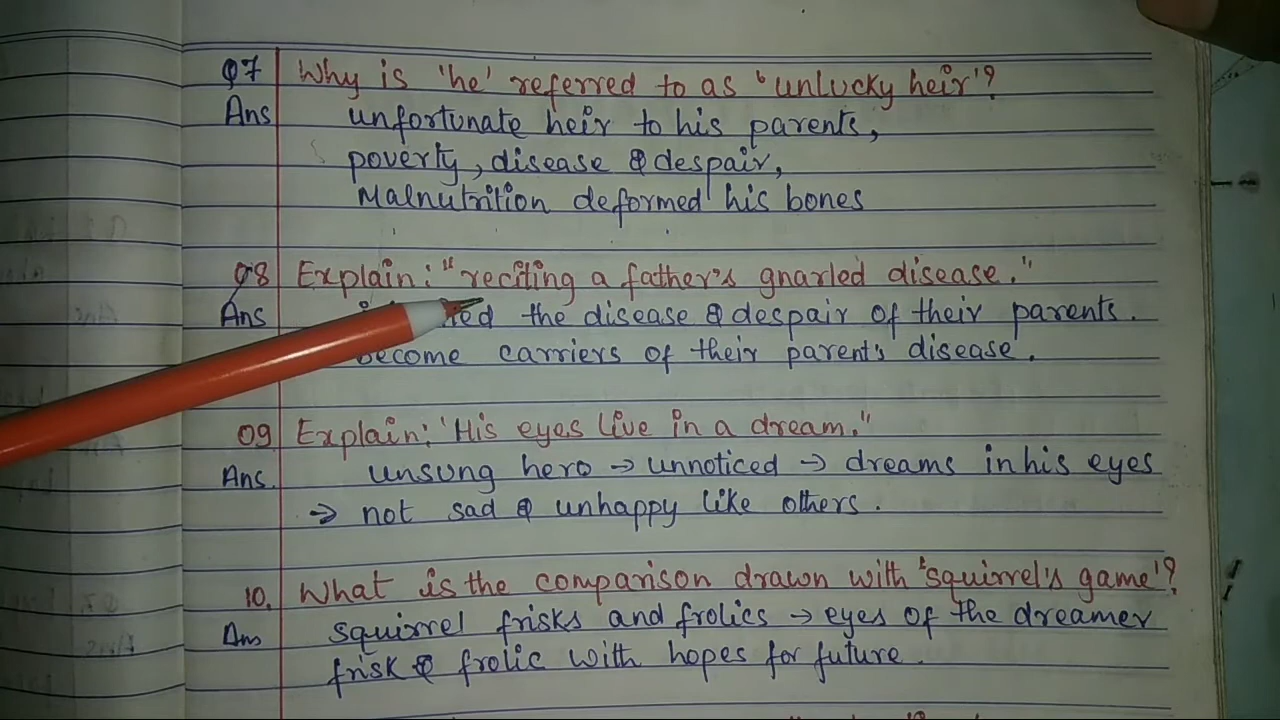 Q7 Why is 'he' referred to as 'unlucky heir'?
Ans unfortunate heir to his parents,
poverty, disease & despair,
Malnutrition deformed his bones
Q8 Explain: "reciting a father's gnarled disease."
Ans the disease & despair of their parents.
become carriers of their parent's disease.
Q9 Explain: 'His eyes live in a dream."
Ans. unsung hero → unnoticed → dreams in his eyes
→ not sad & unhappy like others.
10. What is the comparison drawn with 'squirrel's game'?
Ans squirrel frisks and frolics → eyes of the dreamer
frisk & frolic with hopes for future.